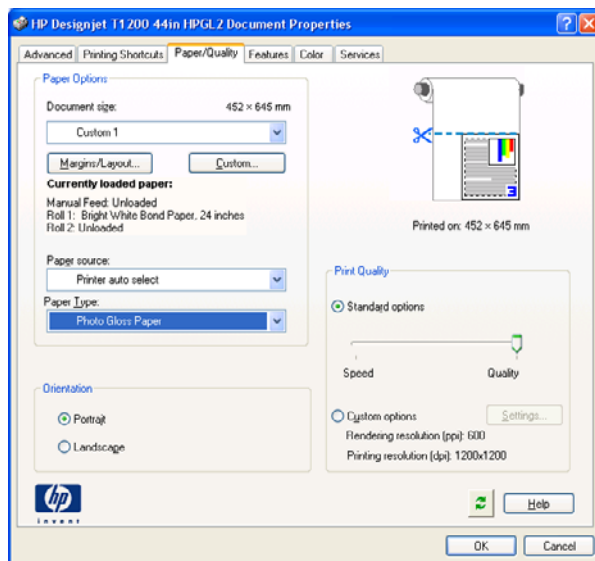 HP Designjet T1200 44in HPGL2 Document Properties
Advanced Printing Shortcuts Paper/Quality Features Color Services
Paper Options
Document size: 452 × 645 mm
Custom 1
Margins/Layout... Custom...
Currently loaded paper:
Manual Feed: Unloaded
Roll 1: Bright White Bond Paper, 24 inches
Roll 2: Unloaded
Paper source:
Printer auto select
Paper Type:
Photo Gloss Paper
Orientation
Portrait
Landscape
3
Printed on: 452 × 645 mm
Print Quality
Standard options
Speed Quality
Custom options Settings...
Rendering resolution (ppi): 600
Printing resolution (dpi): 1200x1200
hp
invent
Help
OK Cancel